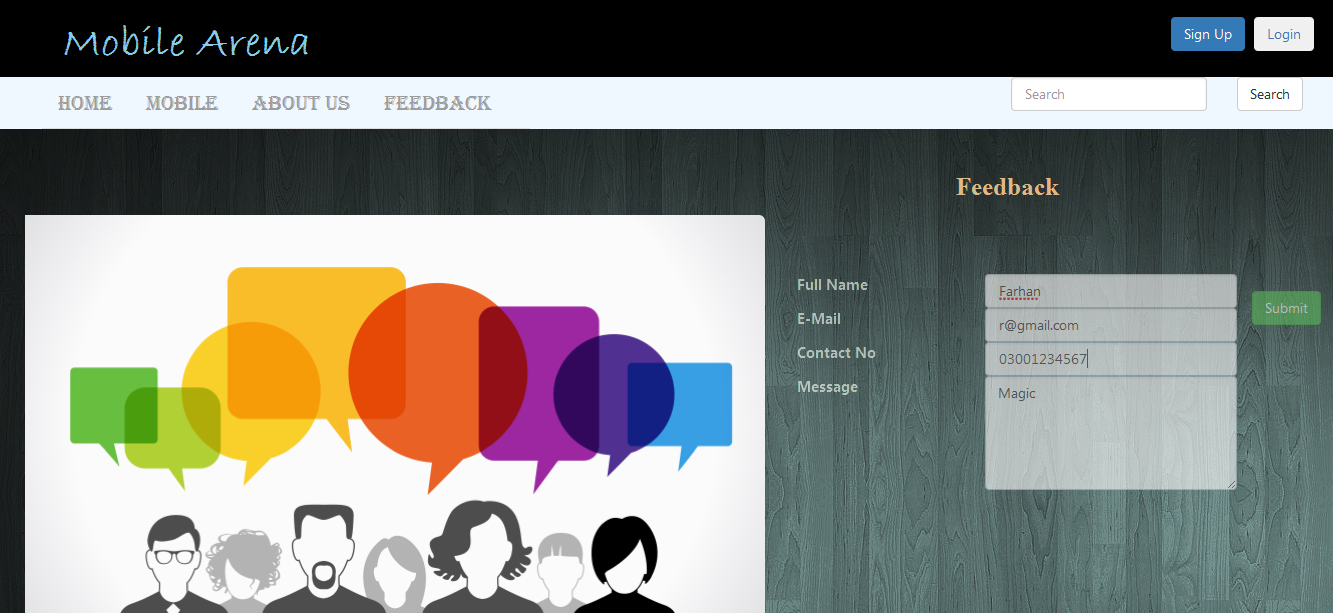 Mobile Arena
Sign Up
Login
HOME
MOBILE
ABOUT US
FEEDBACK
Search
Search
Feedback
Full Name
Farhan
E-Mail
r@gmail.com
Contact No
03001234567
Message
Magic
Submit